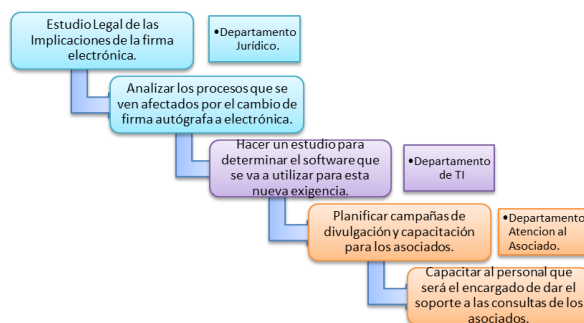 Estudio Legal de las
Implicaciones de la firma
electrónica.
•Departamento
Jurídico.
Analizar los procesos que se
ven afectados por el cambio de
firma autógrafa a electrónica.
Hacer un estudio para
determinar el software que
se va a utilizar para esta
nueva exigencia.
•Departamento
de TI
Planificar campañas de
divulgación y capacitación
para los asociados.
•Departamento
Atencion al
Asociado.
Capacitar al personal que
será el encargado de dar el
soporte a las consultas de los
asociados.